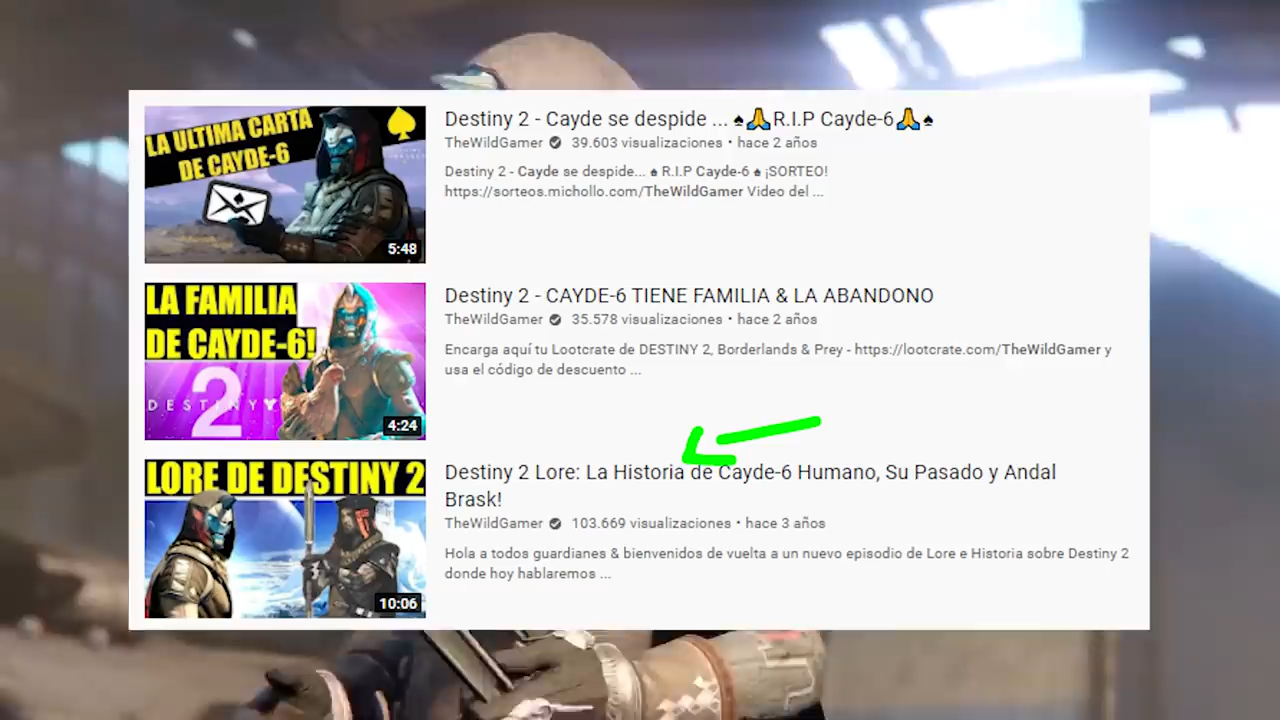 LA ULTIMA CARTA
DE CAYDE-6
5:48
Destiny 2 - Cayde se despide ... ♠🙏R.I.P Cayde-6🙏♠
TheWildGamer 39.603 visualizaciones • hace 2 años
Destiny 2 - Cayde se despide... ♠ R.I.P Cayde-6 ♠ ¡SORTEO!
https://sorteos.michollo.com/TheWildGamer Video del ...
LA FAMILIA
DE CAYDE-6!
2
DESTINY
4:24
Destiny 2 - CAYDE-6 TIENE FAMILIA & LA ABANDONO
TheWildGamer 35.578 visualizaciones • hace 2 años
Encarga aquí tu Lootcrate de DESTINY 2, Borderlands & Prey - https://lootcrate.com/TheWildGamer y
usa el código de descuento ...
LORE DE DESTINY 2
10:06
Destiny 2 Lore: La Historia de Cayde-6 Humano, Su Pasado y Andal
Brask!
TheWildGamer 103.669 visualizaciones • hace 3 años
Hola a todos guardianes & bienvenidos de vuelta a un nuevo episodio de Lore e Historia sobre Destiny 2
donde hoy hablaremos ...